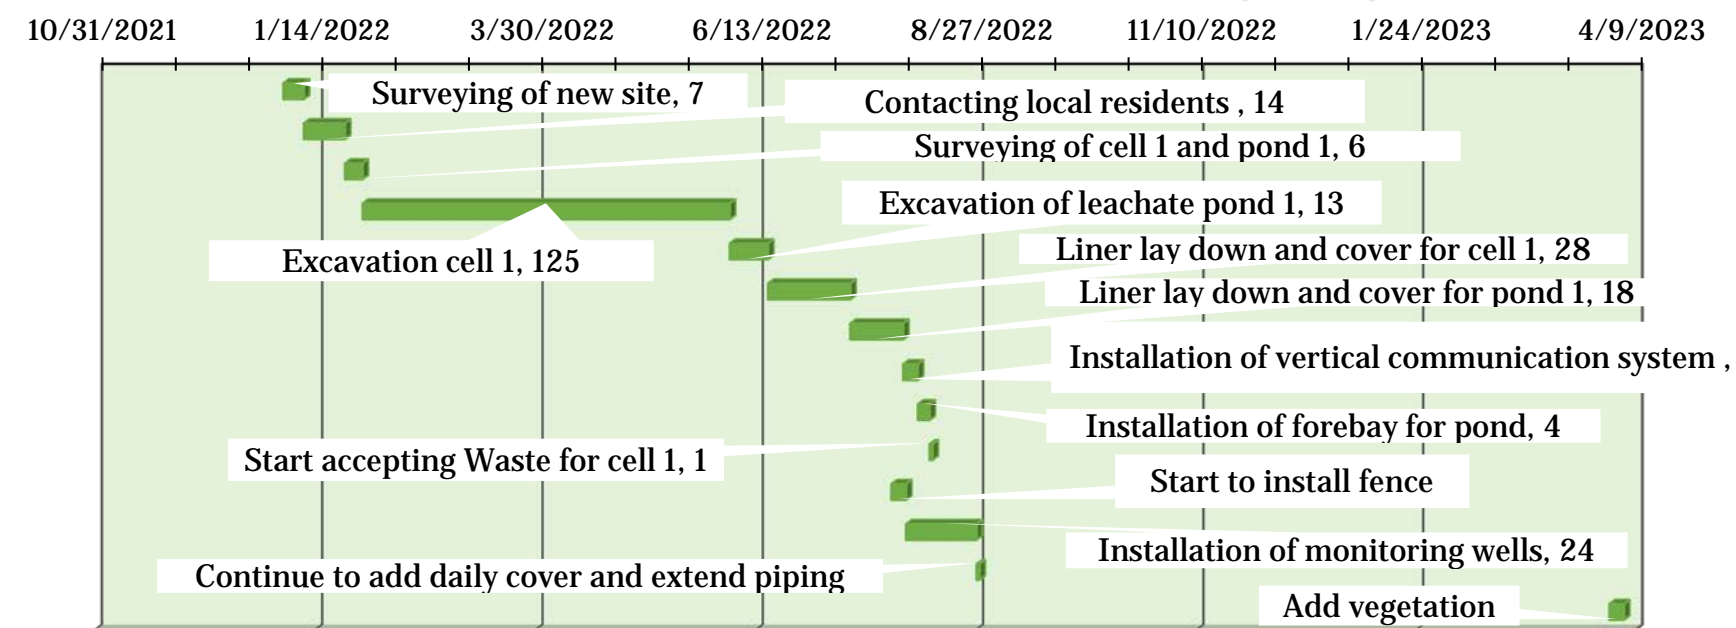 10/31/2021 1/14/2022 3/30/2022 6/13/2022 8/27/2022 11/10/2022 1/24/2023 4/9/2023
Surveying of new site, 7
Contacting local residents , 14
Surveying of cell 1 and pond 1, 6
Excavation of leachate pond 1, 13
Excavation cell 1, 125
Liner lay down and cover for cell 1, 28
Liner lay down and cover for pond 1, 18
Installation of vertical communication system ,
Installation of forebay for pond, 4
Start accepting Waste for cell 1, 1
Start to install fence
Installation of monitoring wells, 24
Continue to add daily cover and extend piping
Add vegetation